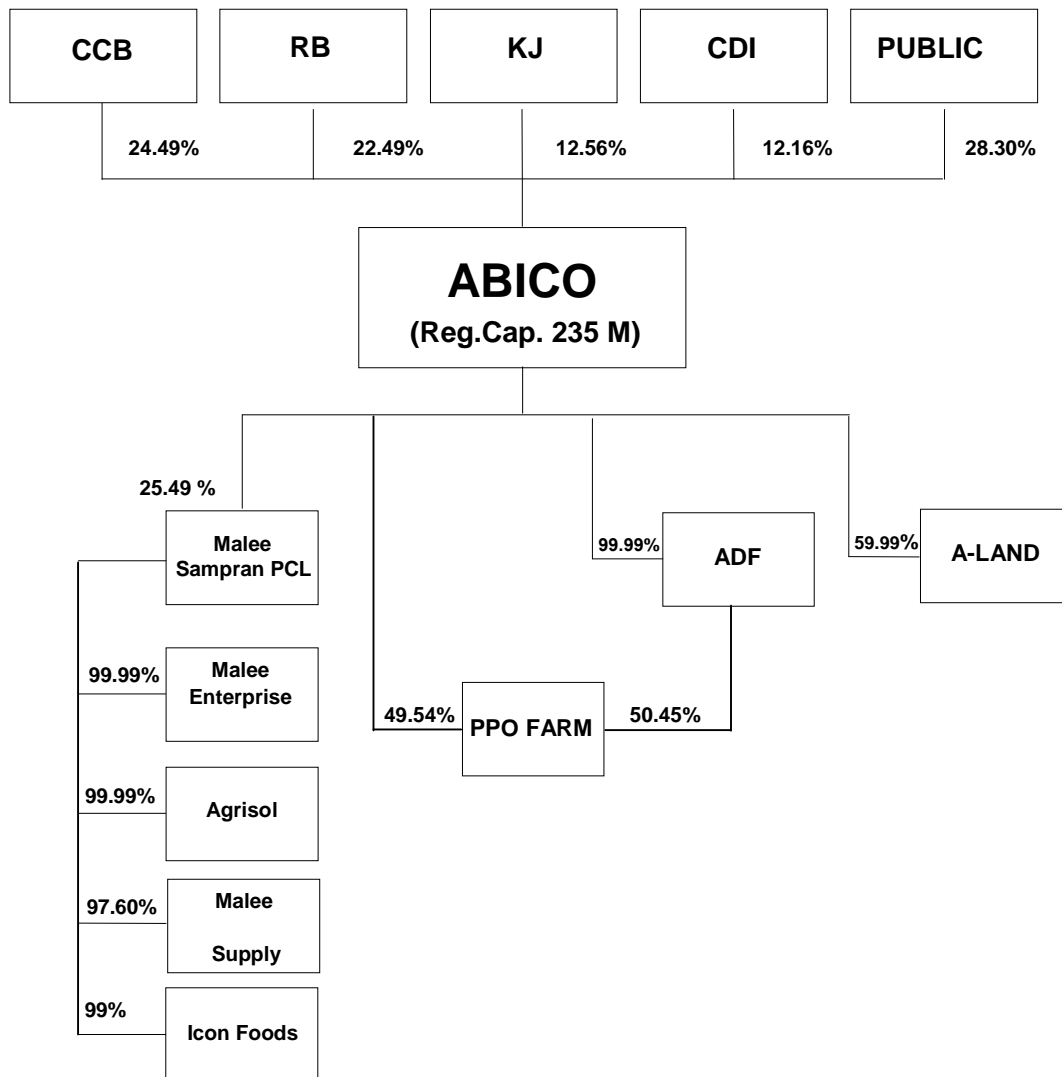 CCB
RB
KJ
CDI
PUBLIC
24.49%
22.49%
12.56%
12.16%
28.30%
ABICO
(Reg.Cap. 235 M)
25.49 %
Malee
Sampran PCL
99.99%
ADF
59.99%
A-LAND
99.99%
Malee
Enterprise
49.54%
PPO FARM
50.45%
99.99%
Agrisol
97.60%
Malee
Supply
99%
Icon Foods